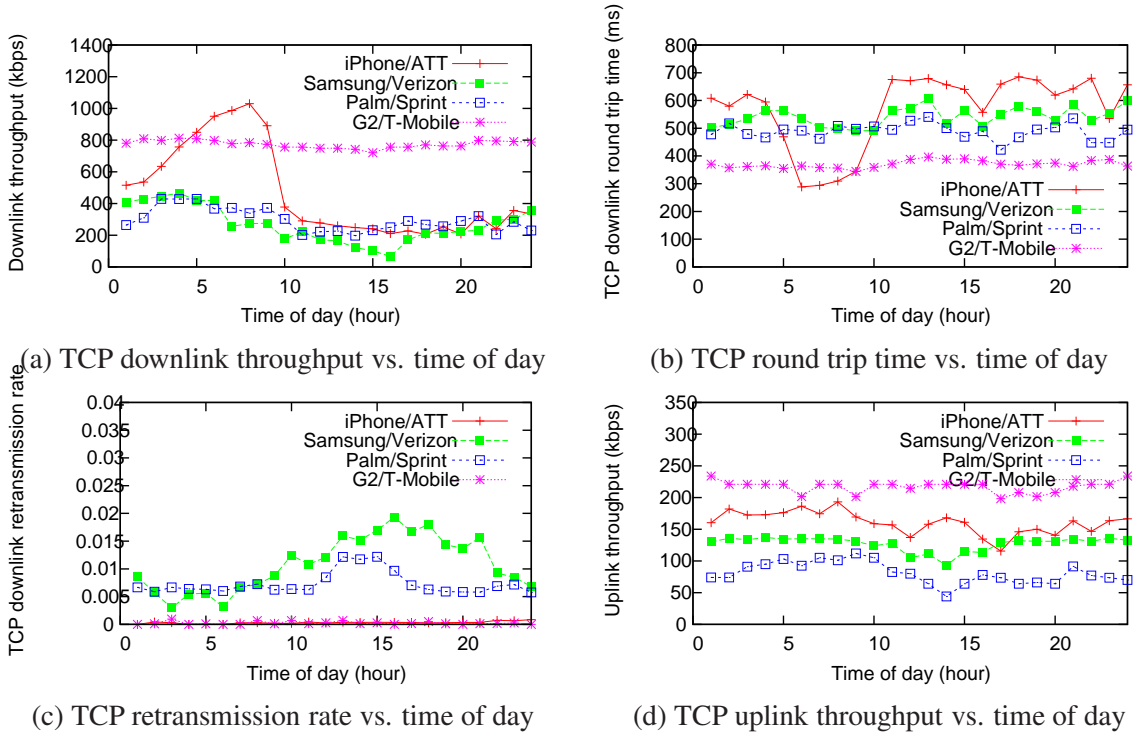 Downlink throughput (kbps)
1400
1200
1000
800
600
400
200
0
0 5 10 15 20
Time of day (hour)
iPhone/ATT
Samsung/Verizon
Palm/Sprint
G2/T-Mobile
(a) TCP downlink throughput vs. time of day
TCP downlink round trip time (ms)
800
700
600
500
400
300
200
100
0
0 5 10 15 20
Time of day (hour)
iPhone/ATT
Samsung/Verizon
Palm/Sprint
G2/T-Mobile
(b) TCP round trip time vs. time of day
TCP downlink retransmission rate
0.04
0.035
0.03
0.025
0.02
0.015
0.01
0.005
0
0 5 10 15 20
Time of day (hour)
iPhone/ATT
Samsung/Verizon
Palm/Sprint
G2/T-Mobile
(c) TCP retransmission rate vs. time of day
Uplink throughput (kbps)
350
300
250
200
150
100
50
0
0 5 10 15 20
Time of day (hour)
iPhone/ATT
Samsung/Verizon
Palm/Sprint
G2/T-Mobile
(d) TCP uplink throughput vs. time of day